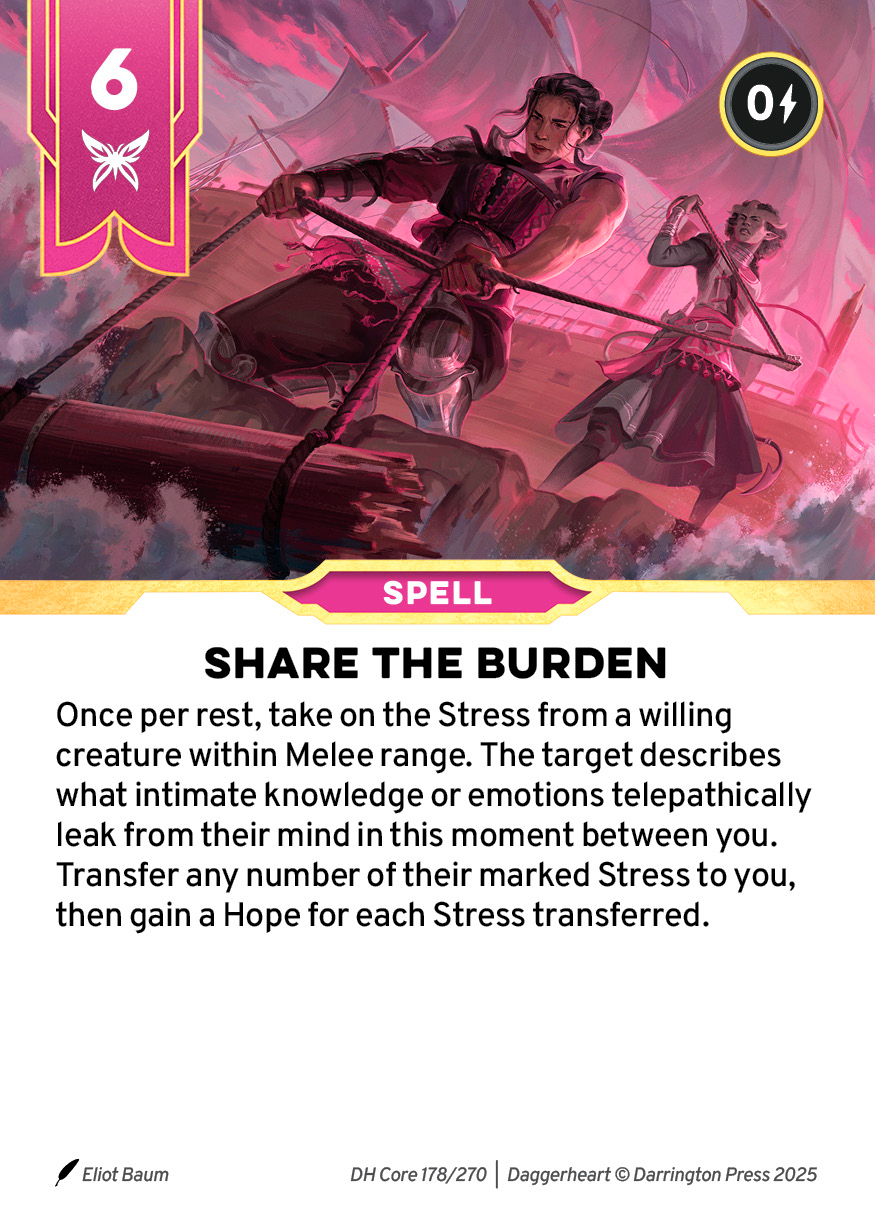 6
0
SPELL
SHARE THE BURDEN
Once per rest, take on the Stress from a willing
creature within Melee range. The target describes
what intimate knowledge or emotions telepathically
leak from their mind in this moment between you.
Transfer any number of their marked Stress to you,
then gain a Hope for each Stress transferred.
Eliot Baum
DH Core 178/270 | Daggerheart © Darrington Press 2025